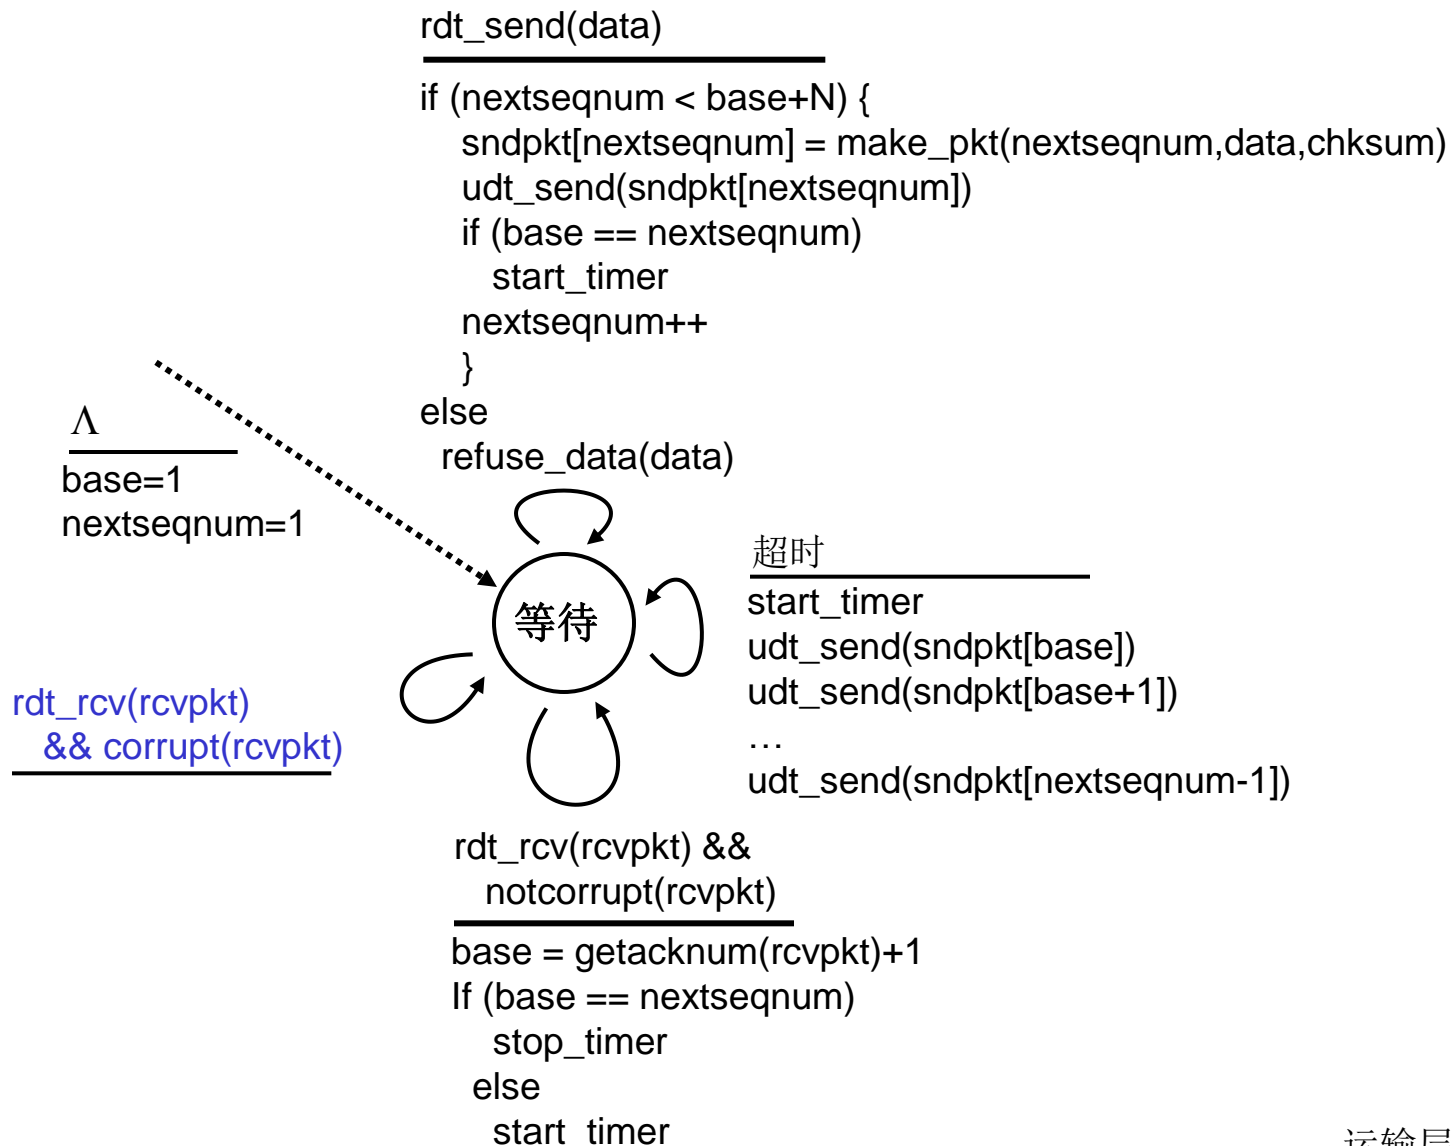 rdt_send(data)
if (nextseqnum < base+N) {
sndpkt[nextseqnum] = make_pkt(nextseqnum,data,chksum)
udt_send(sndpkt[nextseqnum])
if (base == nextseqnum)
start_timer
nextseqnum++
}
else
refuse_data(data)
Λ
base=1
nextseqnum=1
等待
超时
start_timer
udt_send(sndpkt[base])
udt_send(sndpkt[base+1])
…
udt_send(sndpkt[nextseqnum-1])
rdt_rcv(rcvpkt)
&& corrupt(rcvpkt)
rdt_rcv(rcvpkt) &&
notcorrupt(rcvpkt)
base = getacknum(rcvpkt)+1
If (base == nextseqnum)
stop_timer
else
start_timer
运输层